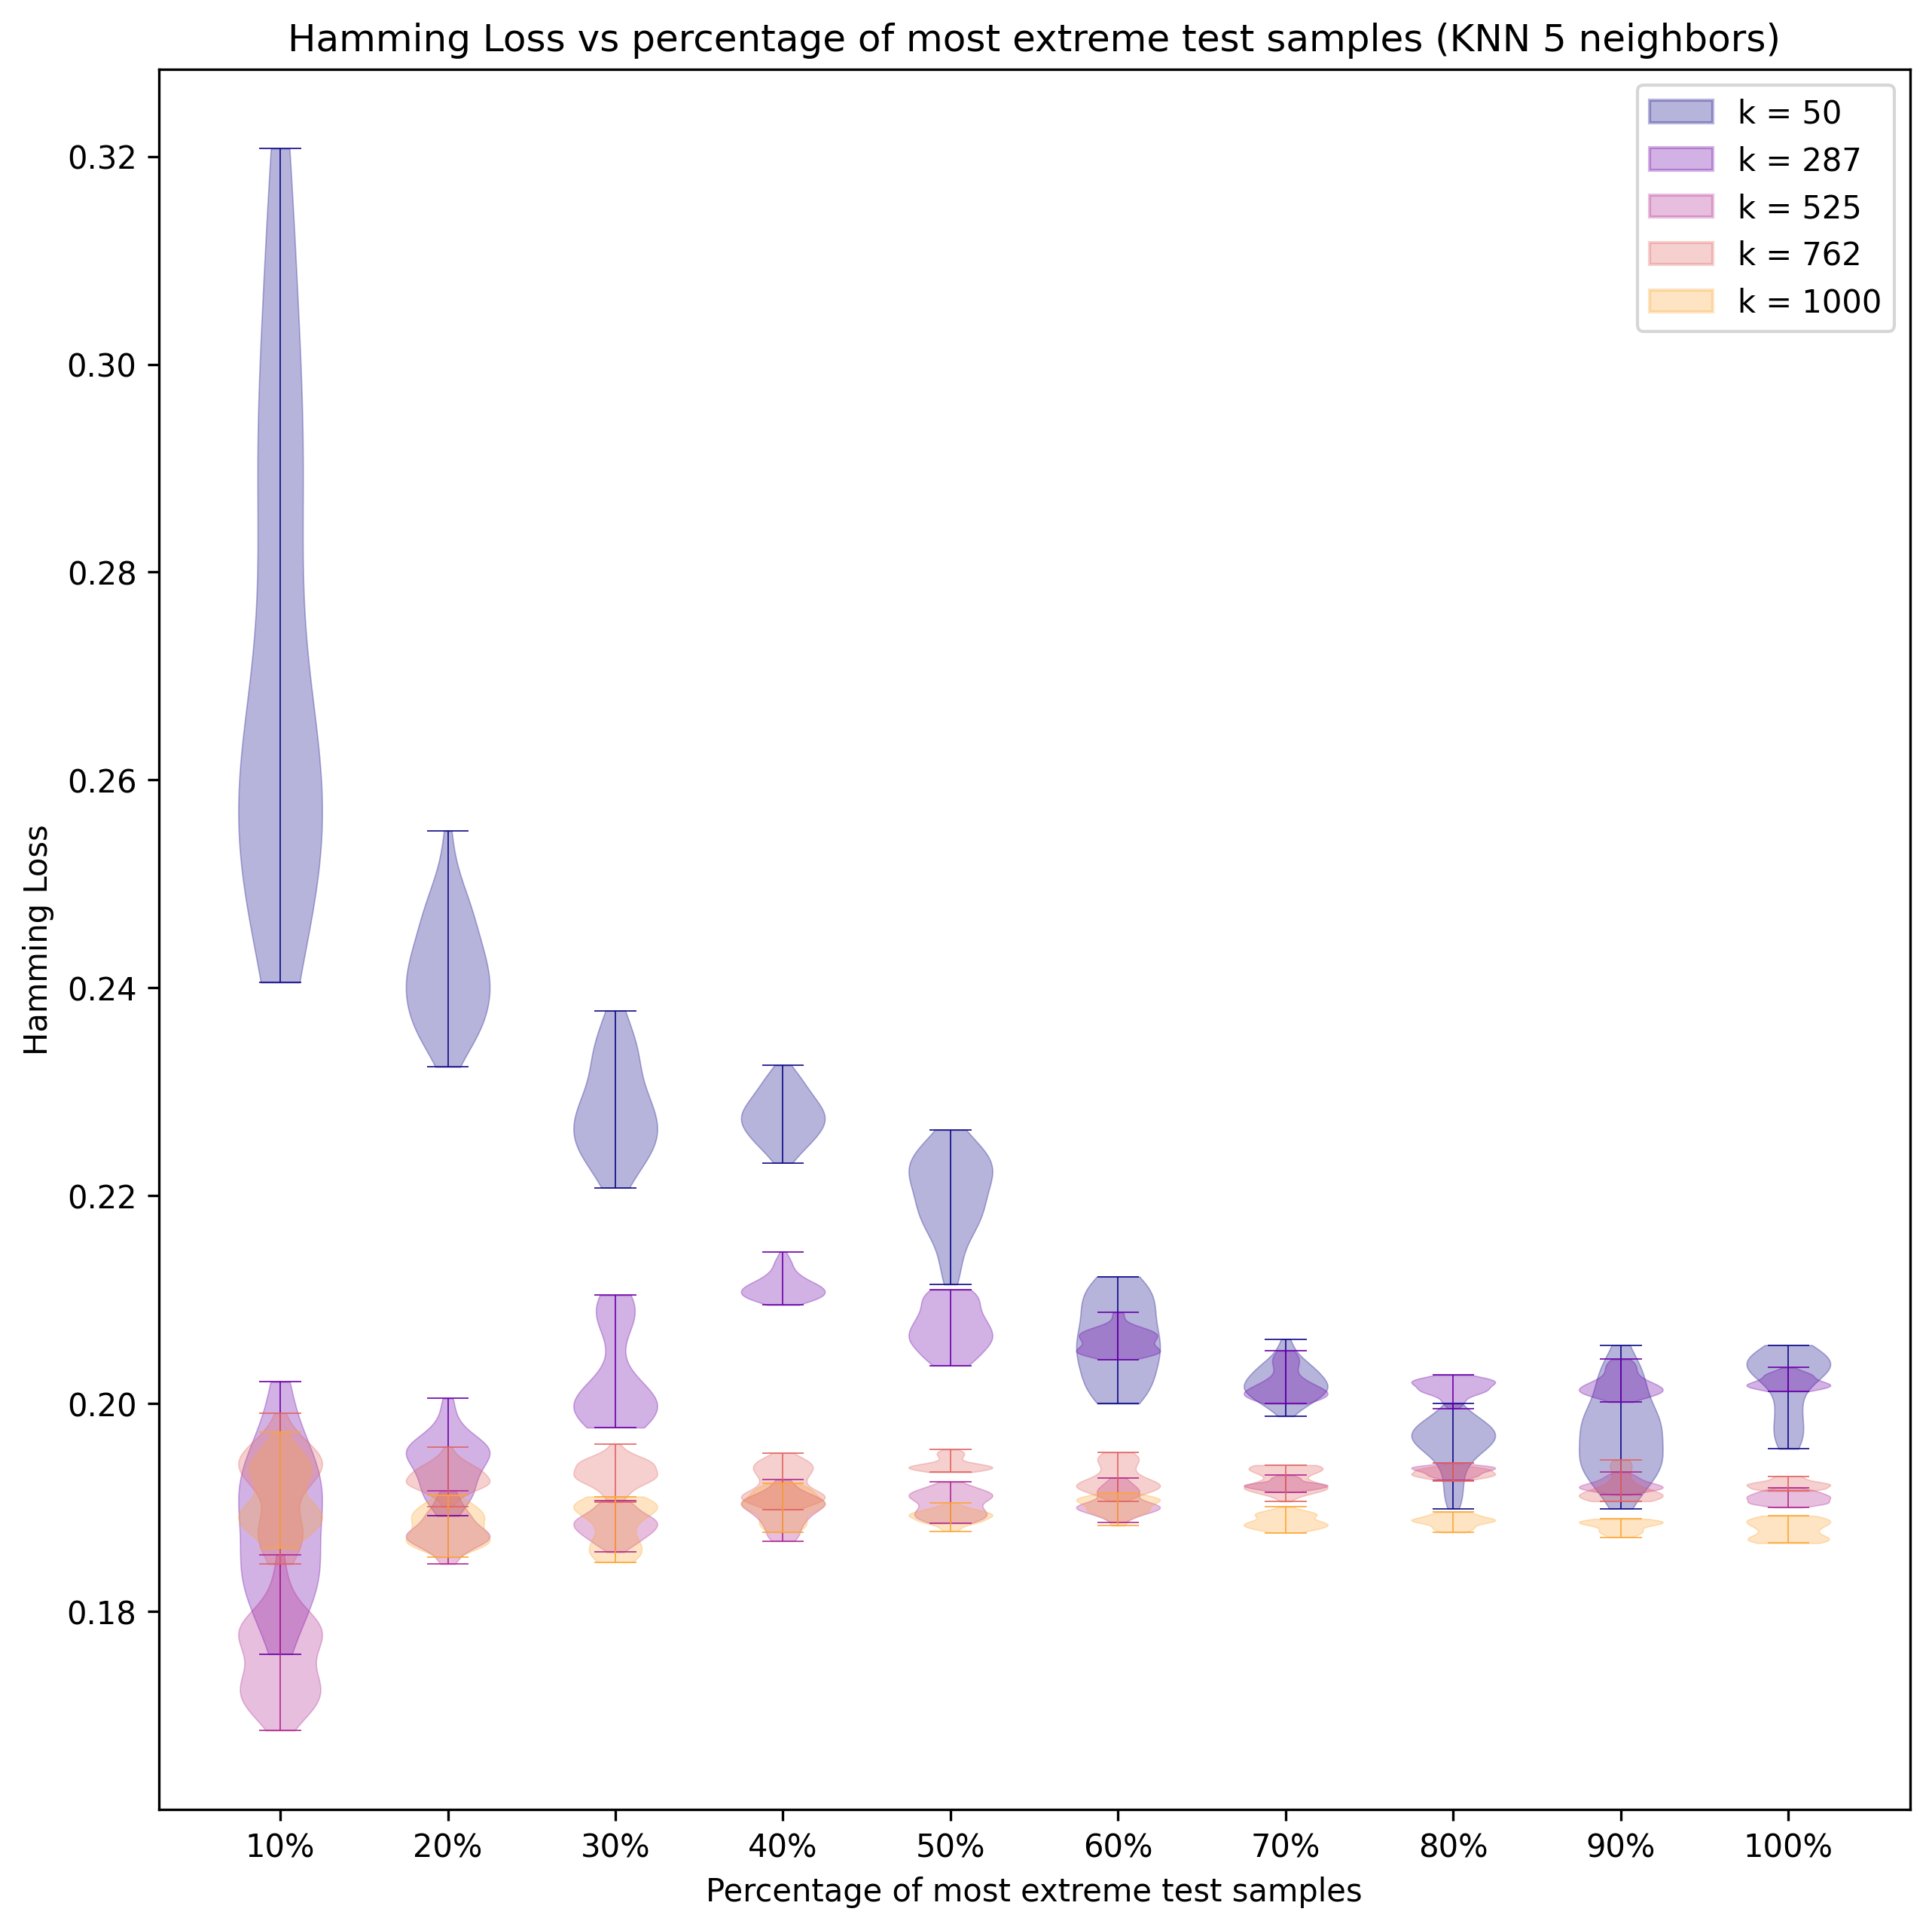 Hamming Loss vs percentage of most extreme test samples (KNN 5 neighbors)
k = 50
k = 287
k = 525
k = 762
k = 1000
0.32
0.30
0.28
0.26
0.24
0.22
0.20
0.18
Hamming Loss
10% 20% 30% 40% 50% 60% 70% 80% 90% 100%
Percentage of most extreme test samples